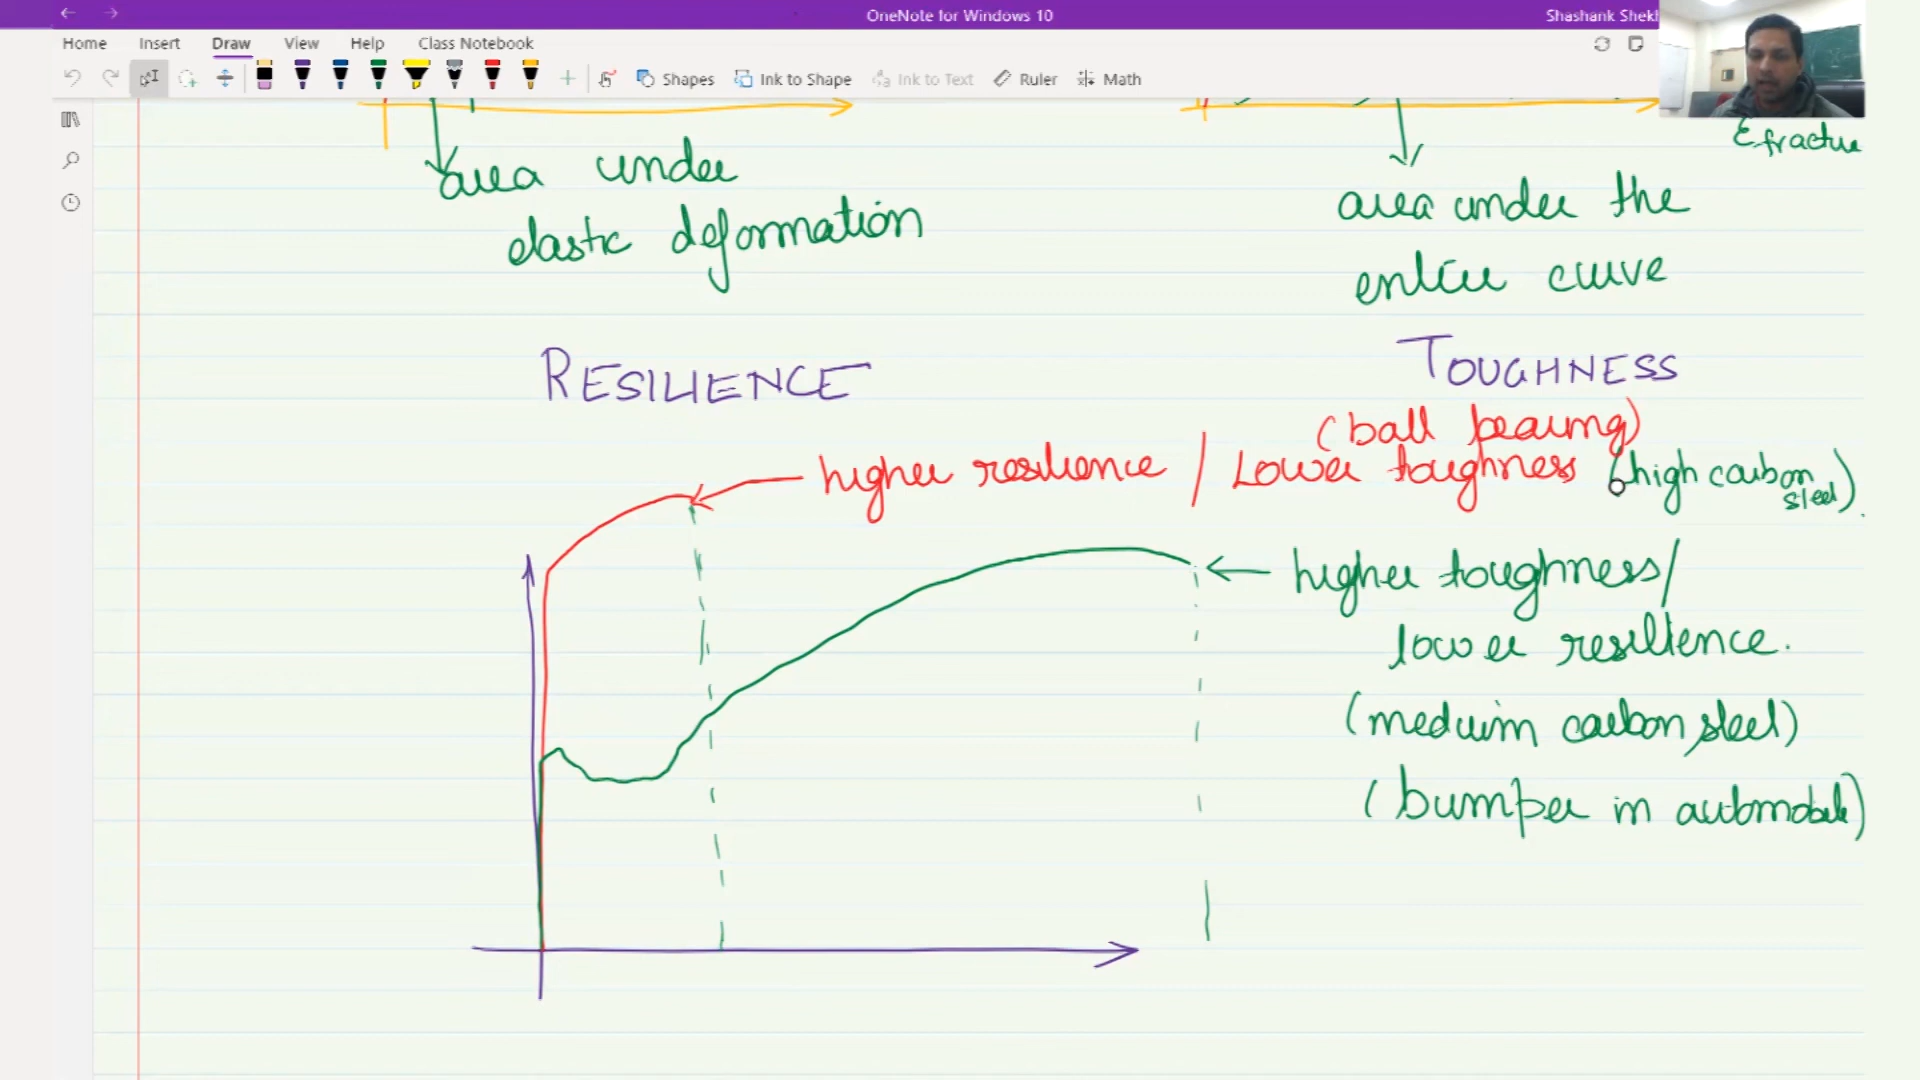 OneNote for Windows 10
Shashank Shekh
Home Insert Draw View Help Class Notebook
Shapes Ink to Shape Ink to Text Ruler Math
area under
elastic deformation
RESILIENCE
ε fracture
area under the
entire curve
TOUGHNESS
(ball bearing)
higher resilience / Lower toughness (high carbon
steel).
higher toughness/
lower resilience.
(medium carbon steel)
(bumper in automobile)